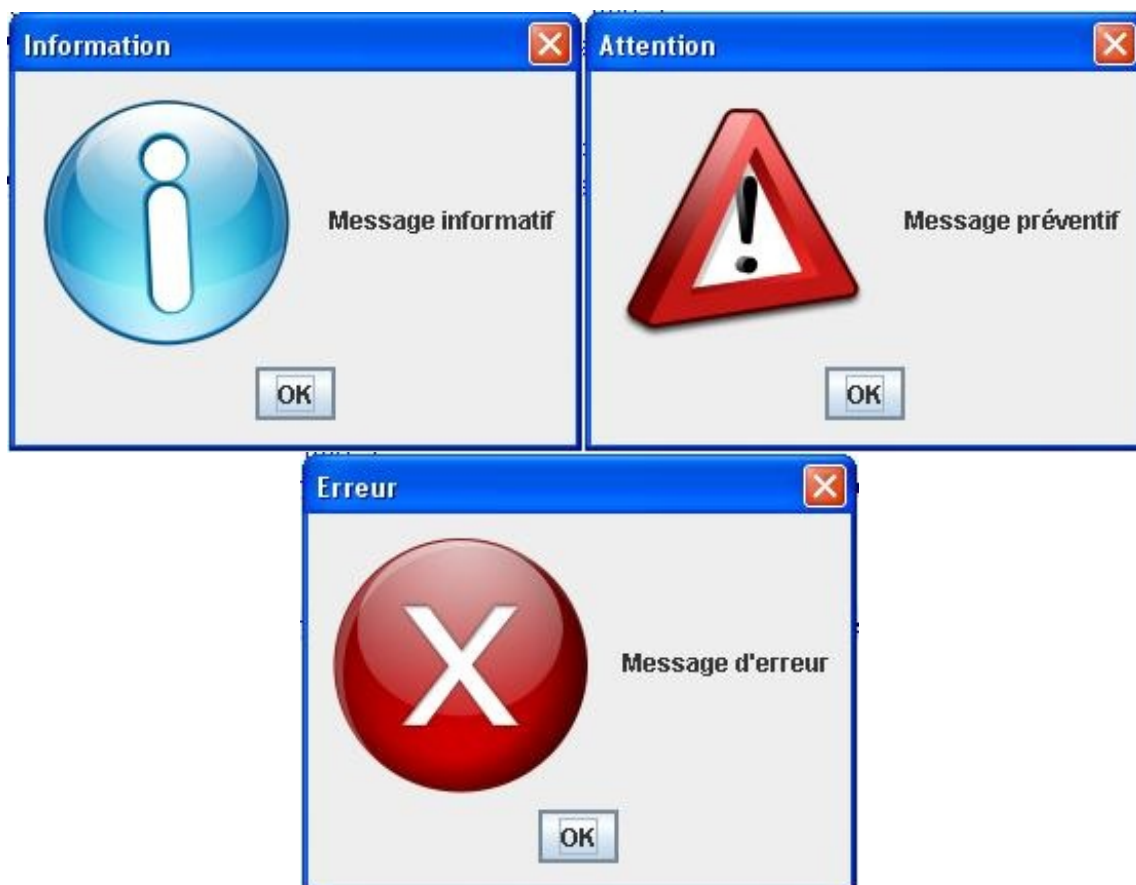 Information
Message informatif
OK
Attention
Message préventif
OK
Erreur
Message d'erreur
OK